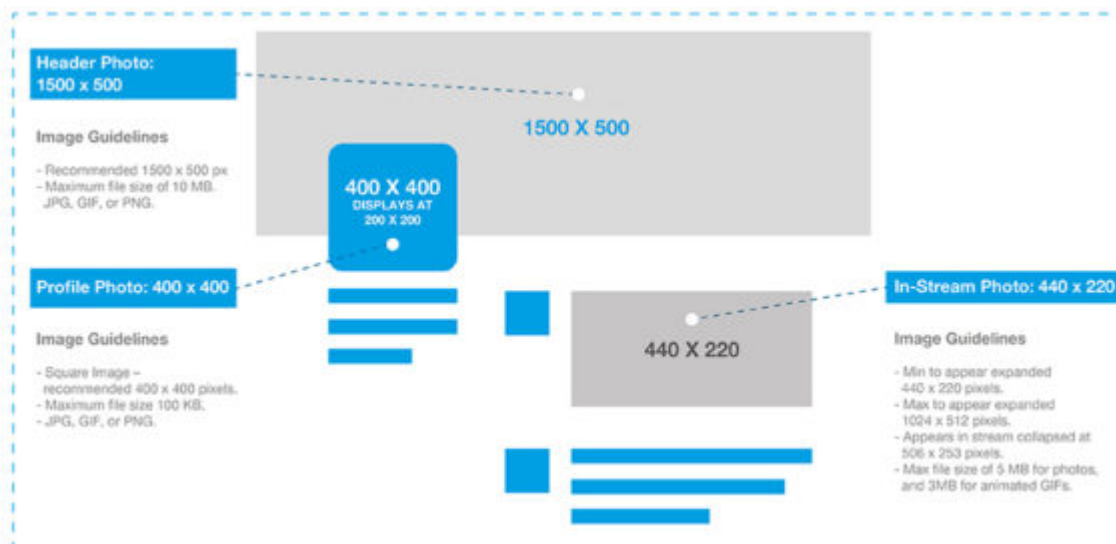 Header Photo:
1500 x 500
Image Guidelines
- Recommended 1500 x 500 px
- Maximum file size of 10 MB.
JPG, GIF, or PNG.
1500 X 500
400 X 400
DISPLAYS AT
200 X 200
Profile Photo: 400 x 400
Image Guidelines
- Square Image –
recommended 400 x 400 pixels.
- Maximum file size 100 KB.
- JPG, GIF, or PNG.
440 X 220
In-Stream Photo: 440 x 220
Image Guidelines
- Min to appear expanded
440 x 220 pixels.
- Max to appear expanded
1024 x 512 pixels.
- Appears in stream collapsed at
506 x 253 pixels.
- Max file size of 5 MB for photos,
and 3MB for animated GIFs.